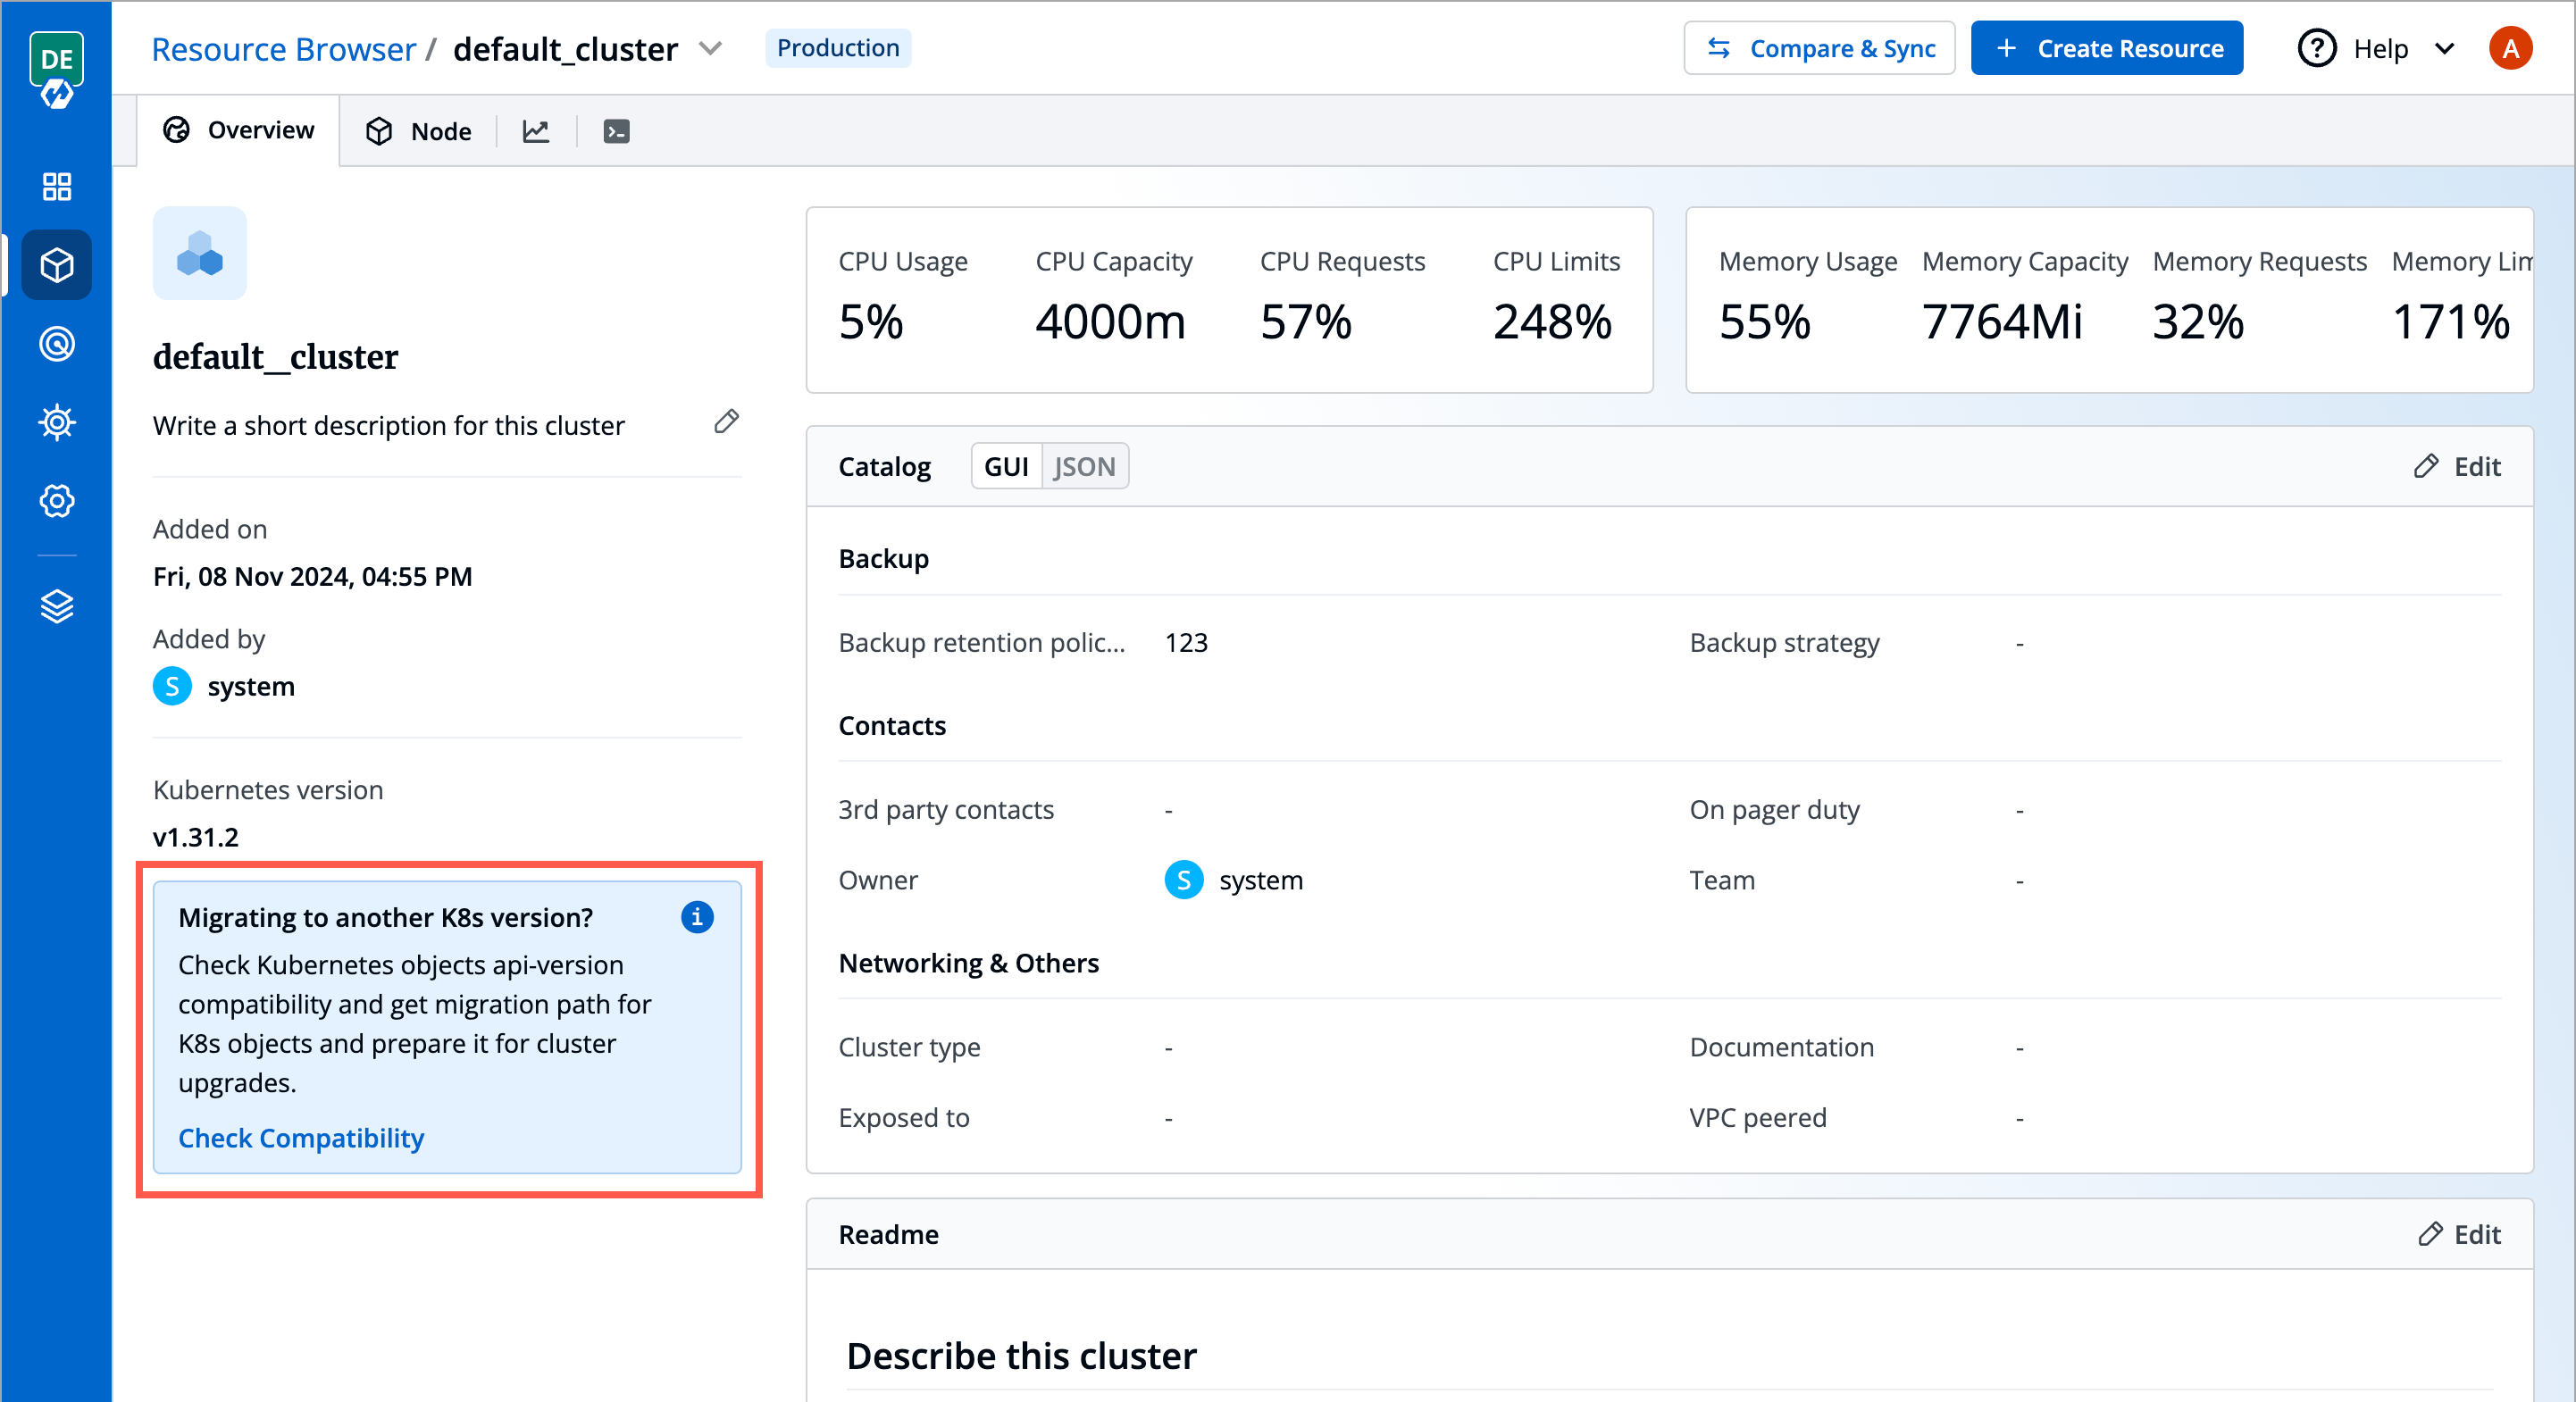 DE
Resource Browser / default_cluster
Production
Compare & Sync
+ Create Resource
? Help
A
Overview
Node
default_cluster
Write a short description for this cluster
Added on
Fri, 08 Nov 2024, 04:55 PM
Added by
S system
Kubernetes version
v1.31.2
Migrating to another K8s version?
i
Check Kubernetes objects api-version
compatibility and get migration path for
K8s objects and prepare it for cluster
upgrades.
Check Compatibility
CPU Usage CPU Capacity CPU Requests CPU Limits
5% 4000m 57% 248%
Memory Usage Memory Capacity Memory Requests Memory Lim
55% 7764Mi 32% 171%
Catalog GUI JSON Edit
Backup
Backup retention polic... 123 Backup strategy -
Contacts
3rd party contacts - On pager duty -
Owner S system Team -
Networking & Others
Cluster type - Documentation -
Exposed to - VPC peered -
Readme Edit
Describe this cluster